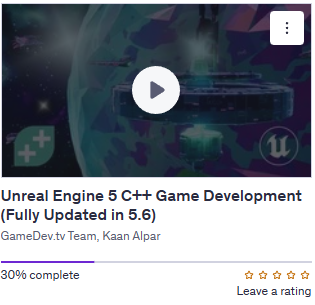 Unreal Engine 5 C++ Game Development
(Fully Updated in 5.6)
GameDev.tv Team, Kaan Alpar
30% complete
Leave a rating